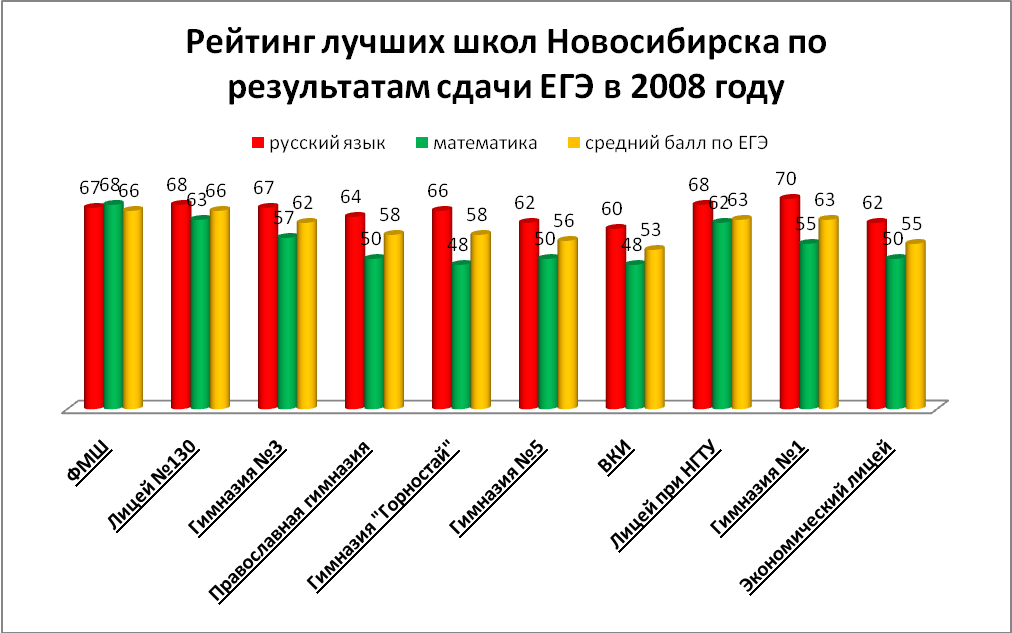 Рейтинг лучших школ Новосибирска по
результатам сдачи ЕГЭ в 2008 году
русский язык математика средний балл по ЕГЭ
67 68 66 68 63 66 67 57 62 64 50 58 66 48 58 62 50 56 60 48 53 68 62 63 70 55 63 62 50 55
ФМШ
Лицей №130
Гимназия №3
Православная гимназия
Гимназия "Горностай"
Гимназия №5
ВКИ
Лицей при НГТУ
Гимназия №1
Экономический лицей